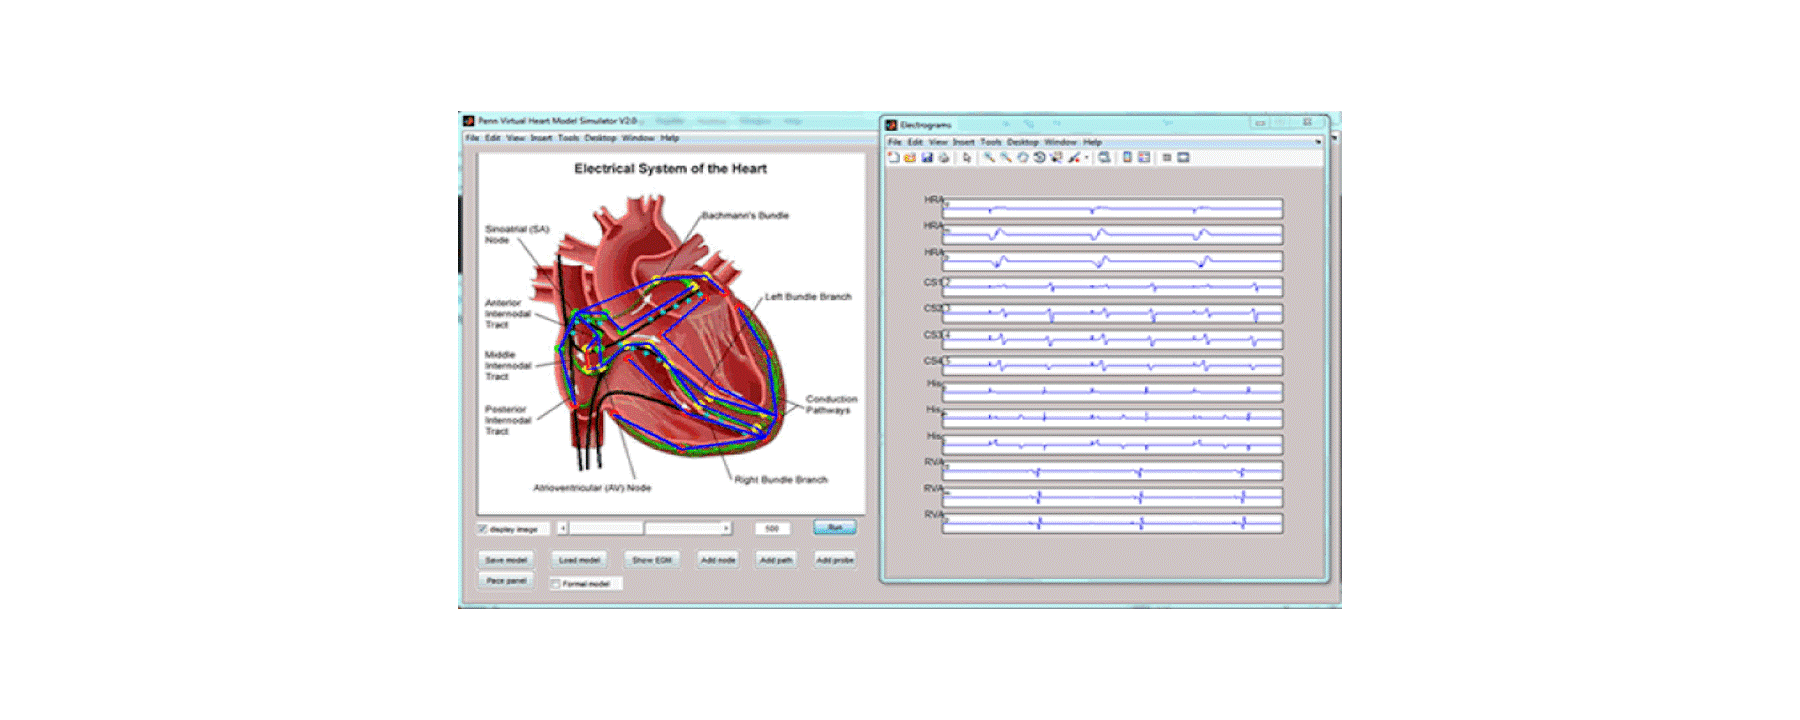 Penn Virtual Heart Model Simulator V2.0
File Edit View Insert Tools Desktop Window Help
Electrical System of the Heart
Bachmann's Bundle
Sinoatrial (SA)
Node
Left Bundle Branch
Anterior
Internodal
Tract
Middle
Internodal
Tract
Posterior
Internodal
Tract
Conduction
Pathways
Right Bundle Branch
Atrioventricular (AV) Node
display image
500
Run
Save model
Load model
Show EGM
Add node
Add path
Add probe
Pace panel
Formal model
Electrograms
File Edit View Insert Tools Desktop Window Help
HRA
HRA
HRA
CS1
CS2
CS3
CS4
His
His
His
RVA
RVA
RVA